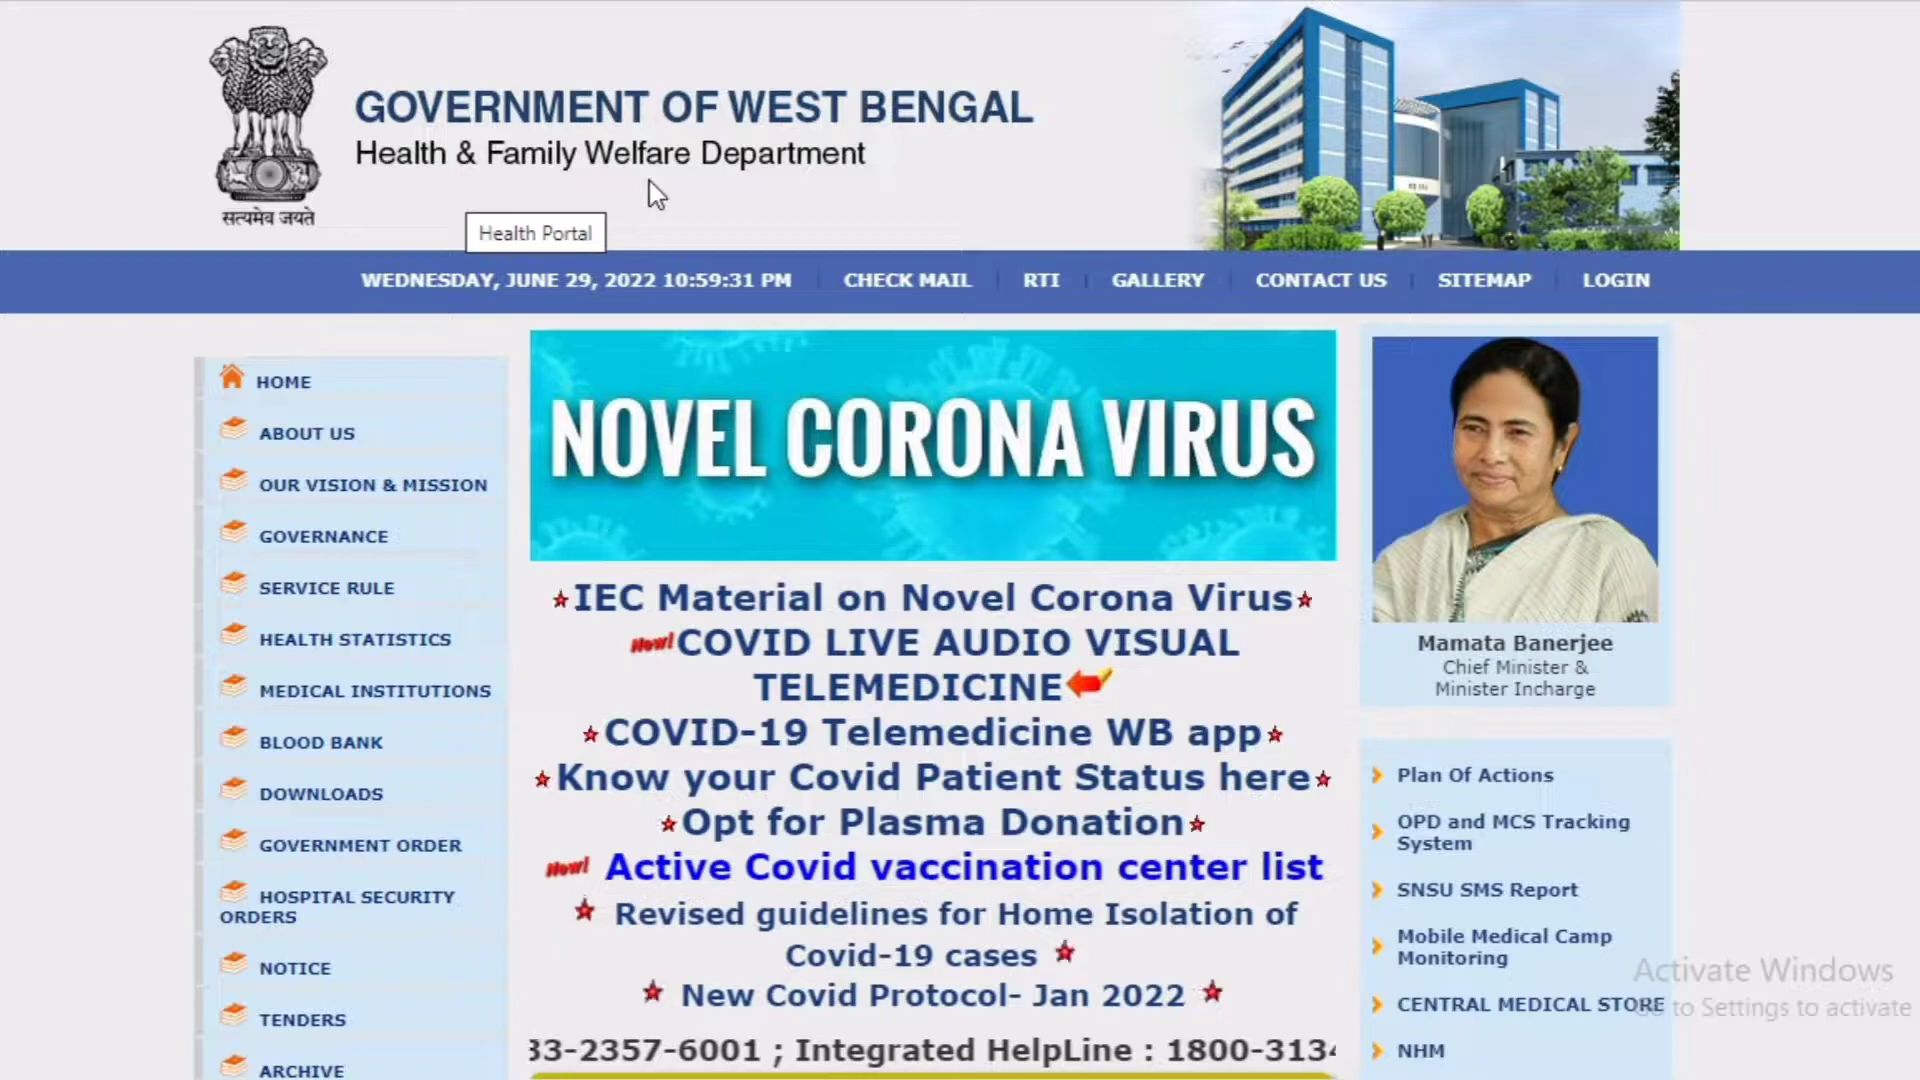 सत्यमेव जयते
GOVERNMENT OF WEST BENGAL
Health & Family Welfare Department
Health Portal
WEDNESDAY, JUNE 29, 2022 10:59:31 PM
CHECK MAIL
RTI
GALLERY
CONTACT US
SITEMAP
LOGIN
HOME
ABOUT US
OUR VISION & MISSION
GOVERNANCE
SERVICE RULE
HEALTH STATISTICS
MEDICAL INSTITUTIONS
BLOOD BANK
DOWNLOADS
GOVERNMENT ORDER
HOSPITAL SECURITY
ORDERS
NOTICE
TENDERS
ARCHIVE
NOVEL CORONA VIRUS
IEC Material on Novel Corona Virus
New! COVID LIVE AUDIO VISUAL
TELEMEDICINE
COVID-19 Telemedicine WB app
Know your Covid Patient Status here
Opt for Plasma Donation
New! Active Covid vaccination center list
Revised guidelines for Home Isolation of
Covid-19 cases
New Covid Protocol- Jan 2022
33-2357-6001 ; Integrated HelpLine : 1800-3134
Mamata Banerjee
Chief Minister &
Minister Incharge
Plan Of Actions
OPD and MCS Tracking
System
SNSU SMS Report
Mobile Medical Camp
Monitoring
CENTRAL MEDICAL STORE
NHM
Activate Windows
Go to Settings to activate